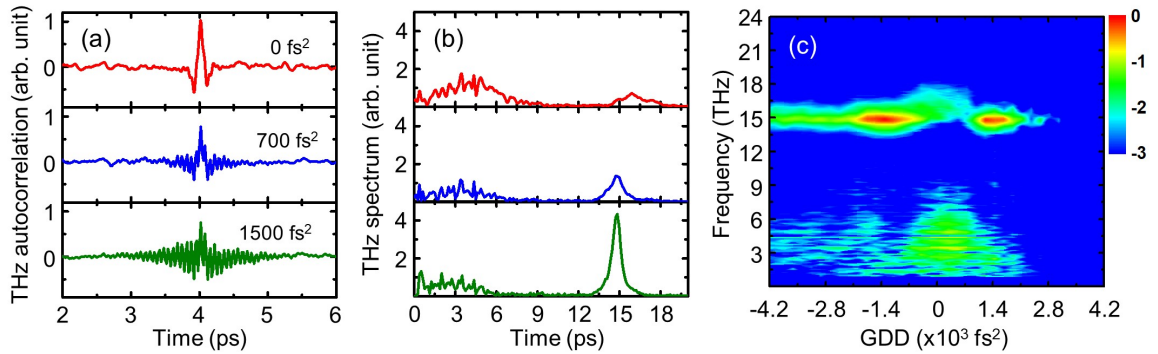 (a)
0 fs²
700 fs²
1500 fs²
1
0
1
0
1
0
THz autocorrelation (arb. unit)
2 3 4 5 6
Time (ps)
(b)
4
2
4
2
4
2
THz spectrum (arb. unit)
0 3 6 9 12 15 18
Time (ps)
(c)
24
21
18
15
12
9
6
3
Frequency (THz)
-4.2 -2.8 -1.4 0 1.4 2.8 4.2
GDD (x10³ fs²)
0
-1
-2
-3